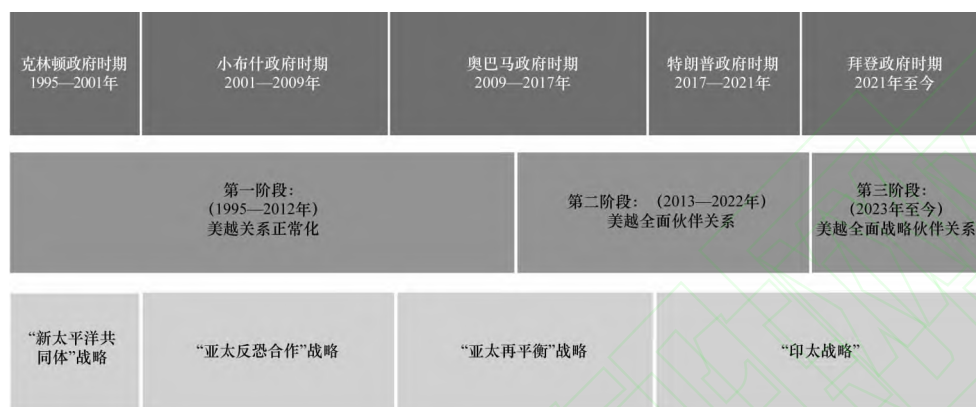 克林顿政府时期
1995—2001年
小布什政府时期
2001—2009年
奥巴马政府时期
2009—2017年
特朗普政府时期
2017—2021年
拜登政府时期
2021年至今
第一阶段：
(1995—2012年)
美越关系正常化
第二阶段： (2013—2022年)
美越全面伙伴关系
第三阶段：
(2023年至今)
美越全面战略伙伴关系
“新太平洋共
同体”战略
“亚太反恐合作”战略
“亚太再平衡”战略
“印太战略”